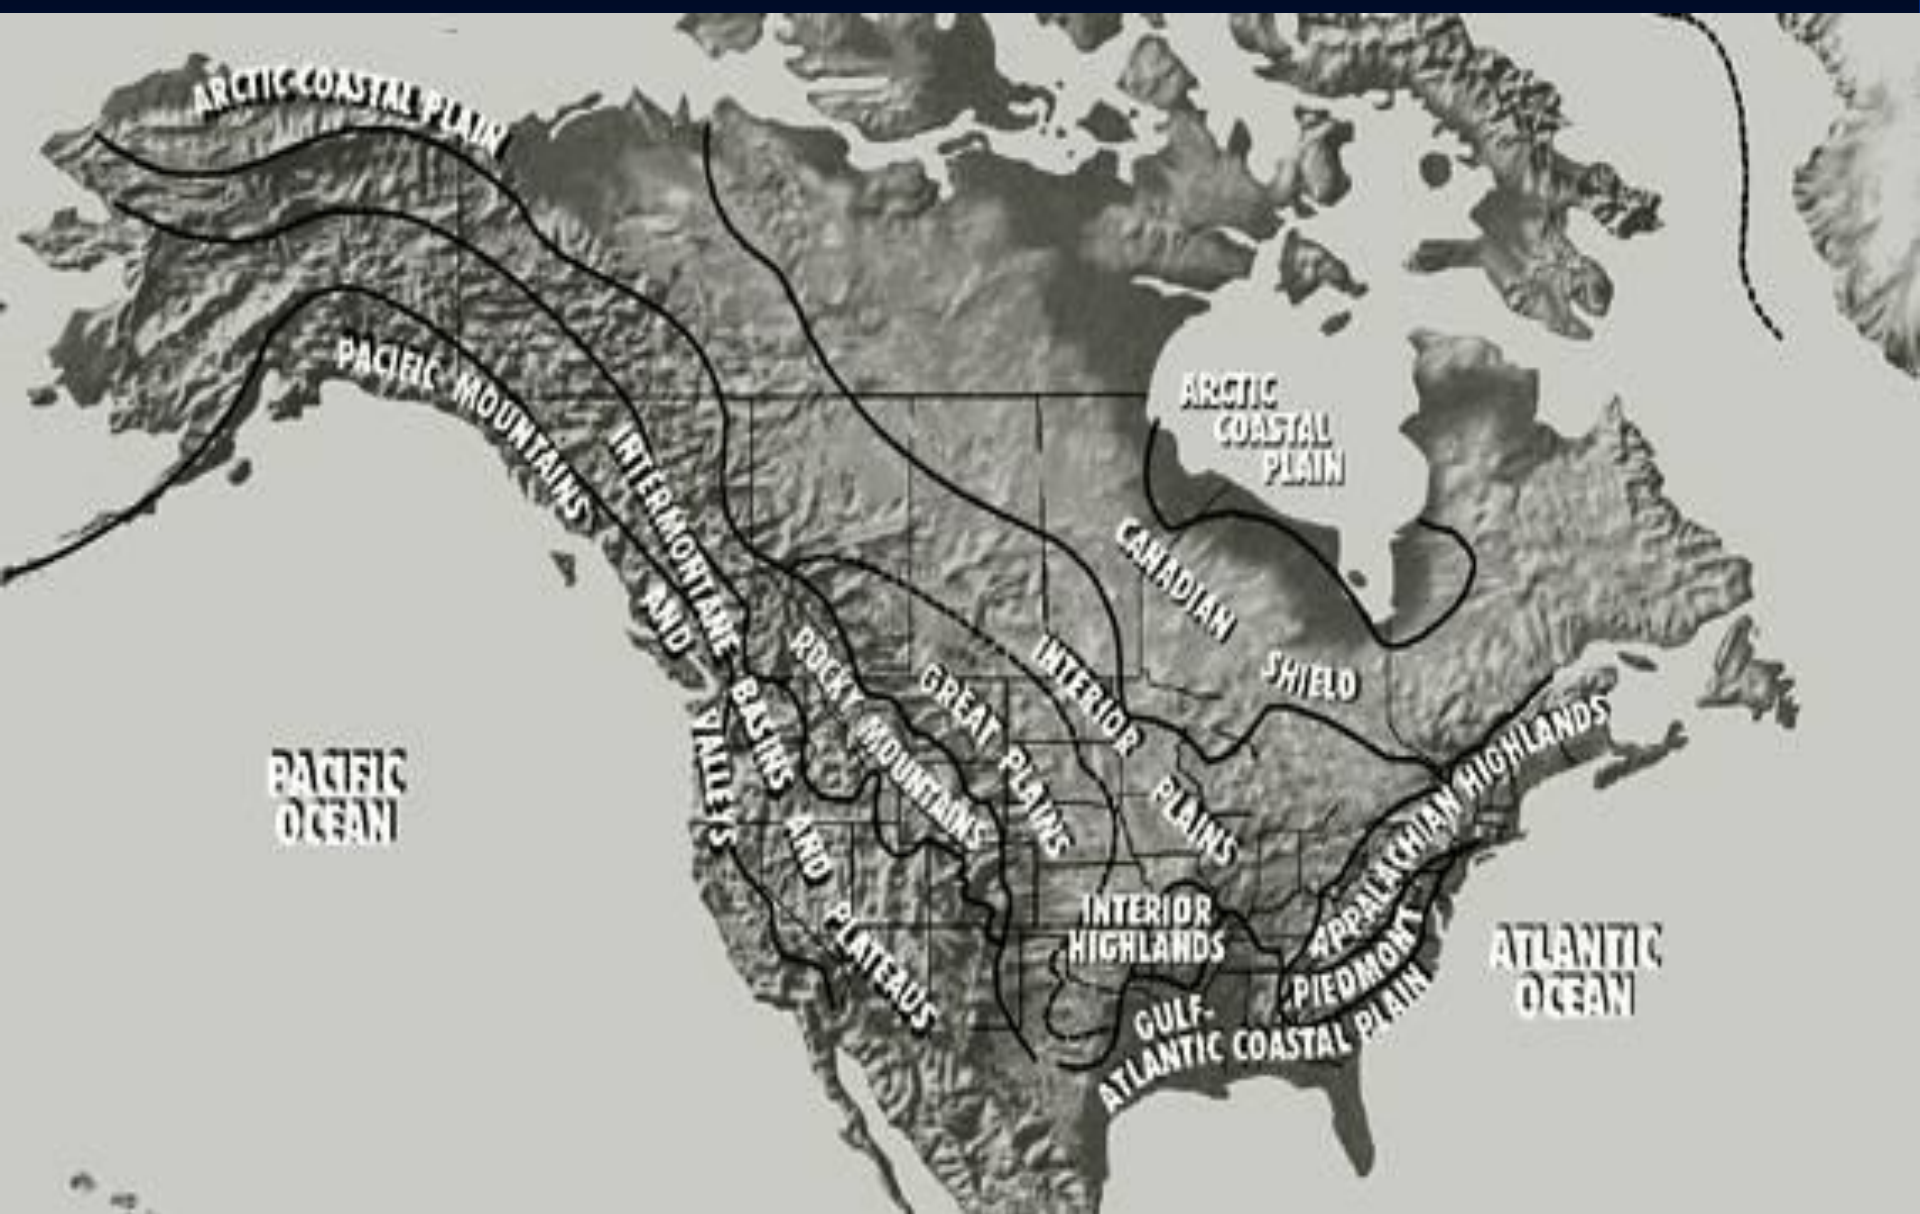 ARCTIC COASTAL PLAIN
PACIFIC MOUNTAINS
AND
VALLEYS
INTERMONTANE
BASINS
AND
PLATEAUS
ROCKY MOUNTAINS
GREAT PLAINS
INTERIOR
PLAINS
CANADIAN
SHIELD
ARCTIC
COASTAL
PLAIN
INTERIOR
HIGHLANDS
APPALACHIAN HIGHLANDS
PIEDMONT
GULF-
ATLANTIC COASTAL PLAIN
PACIFIC
OCEAN
ATLANTIC
OCEAN